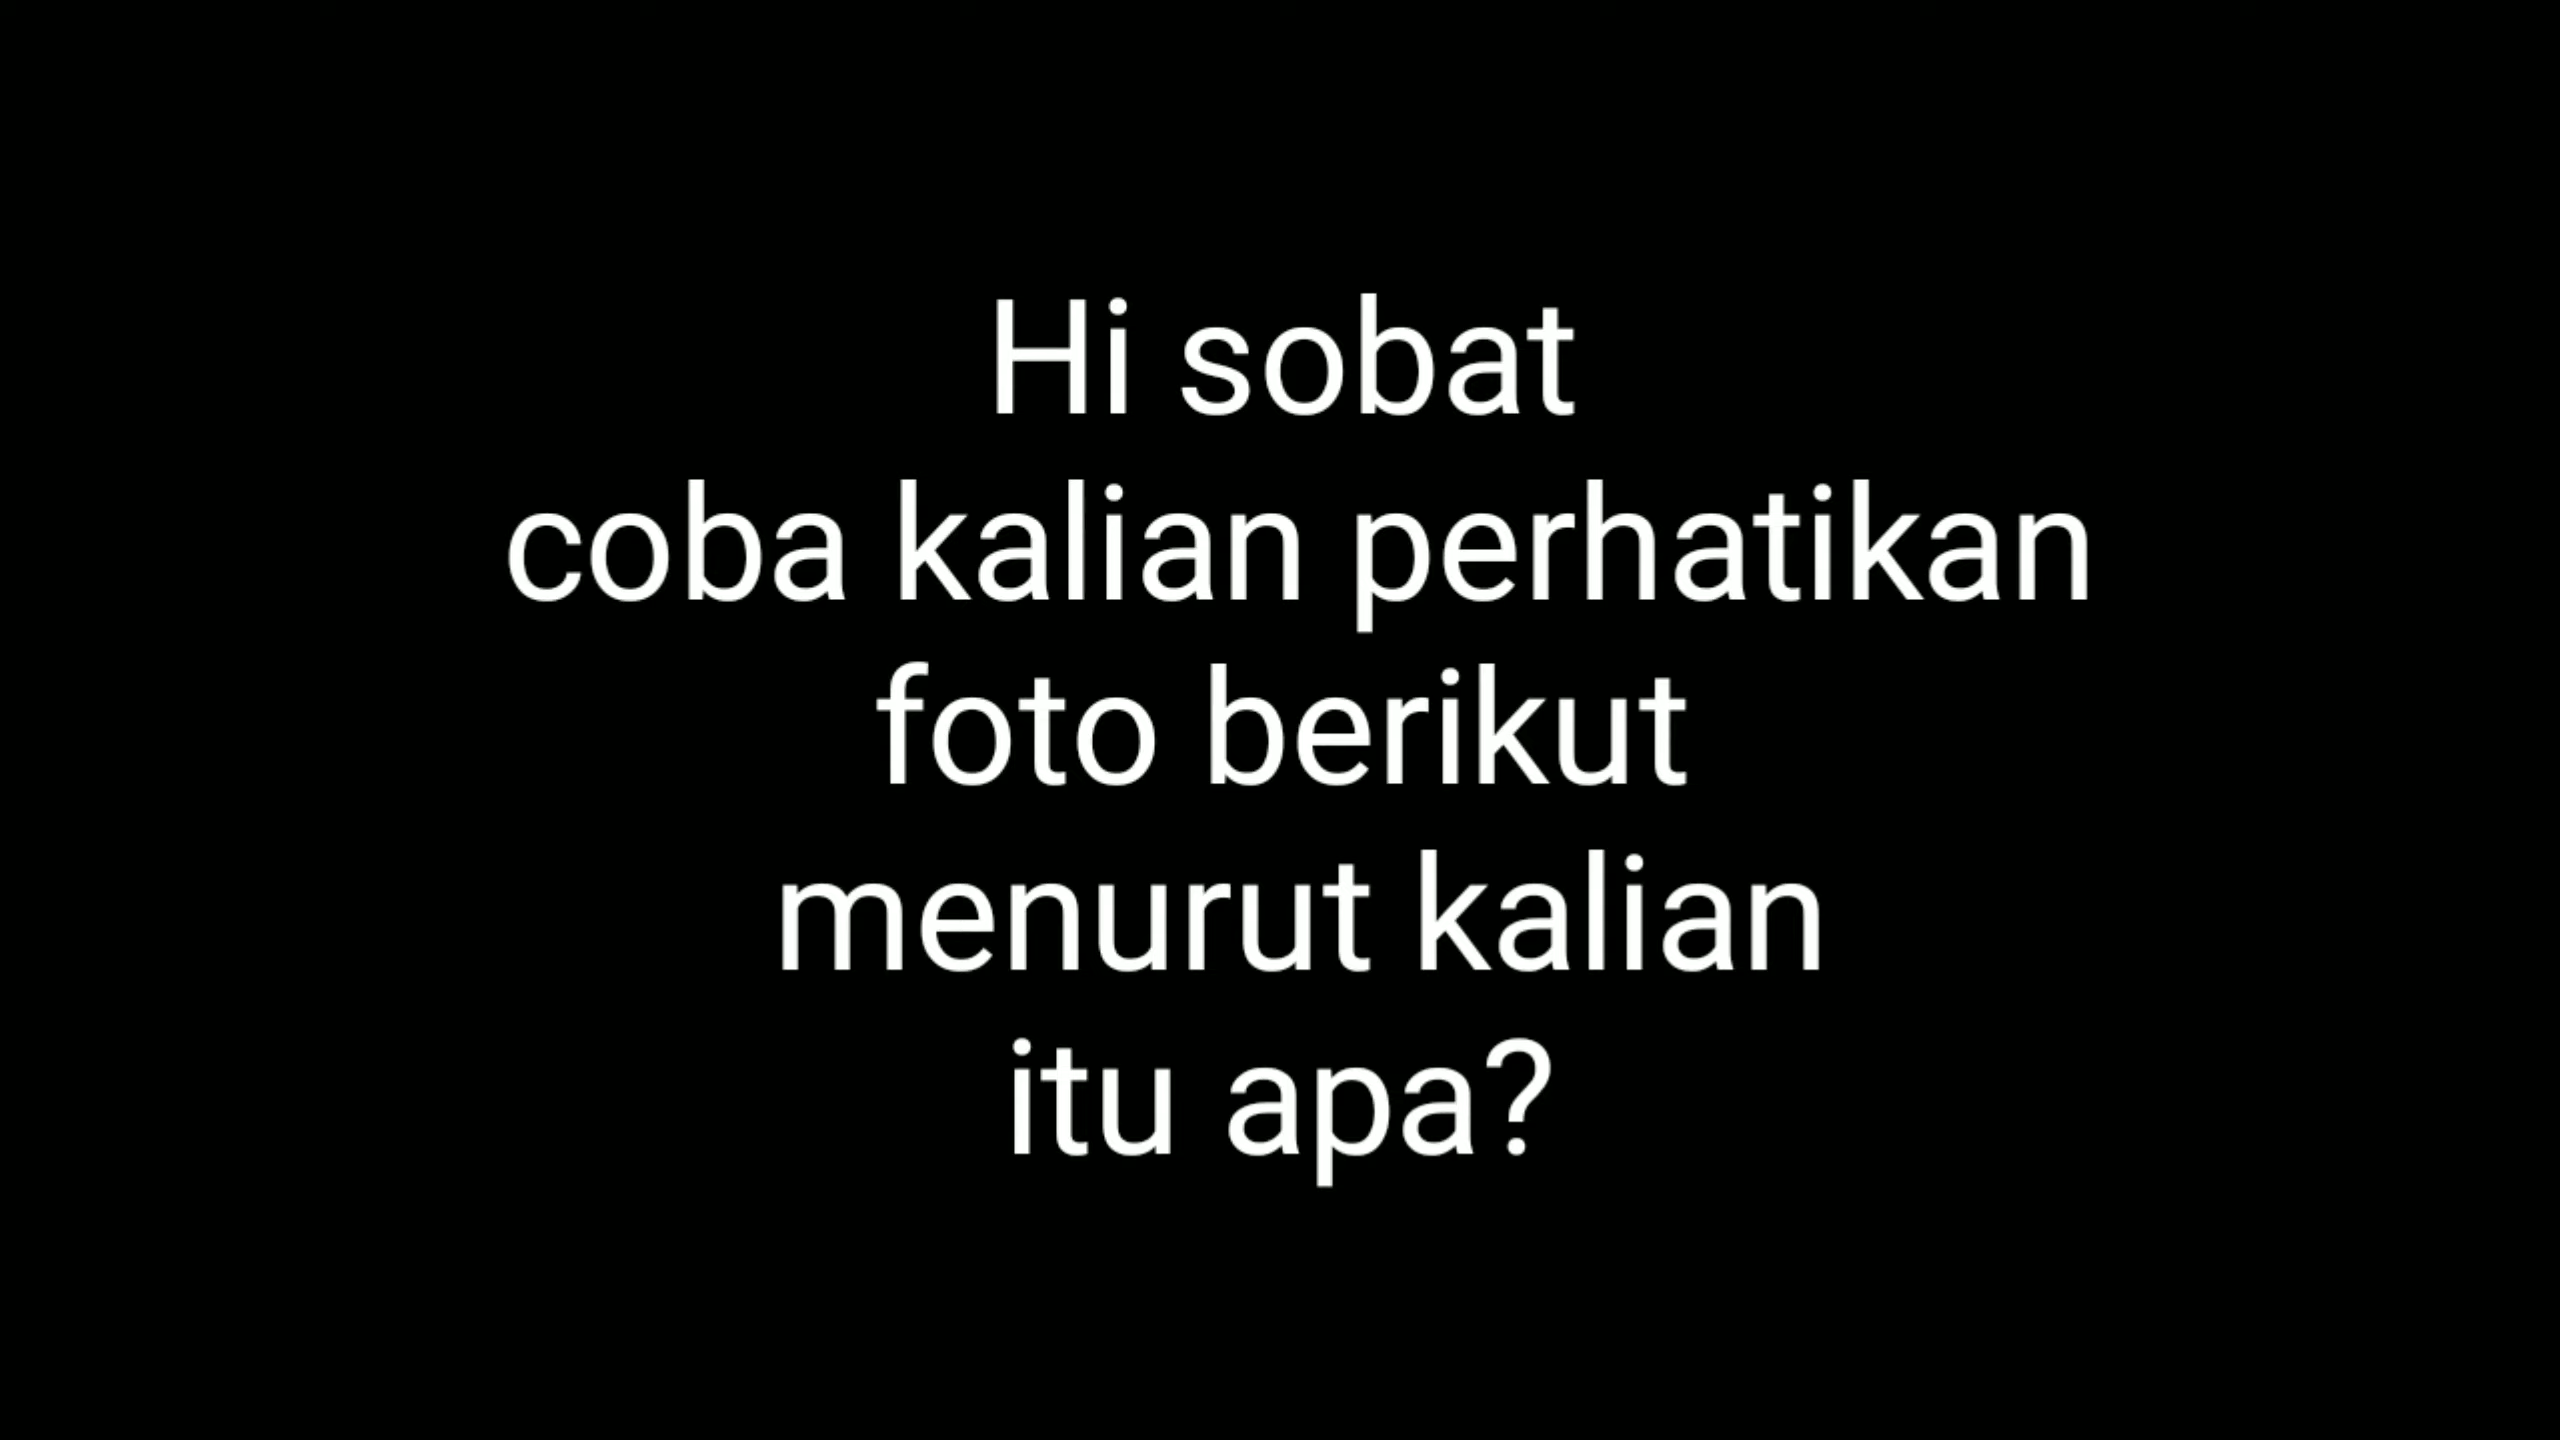 Hi sobat
coba kalian perhatikan
foto berikut
menurut kalian
itu apa?